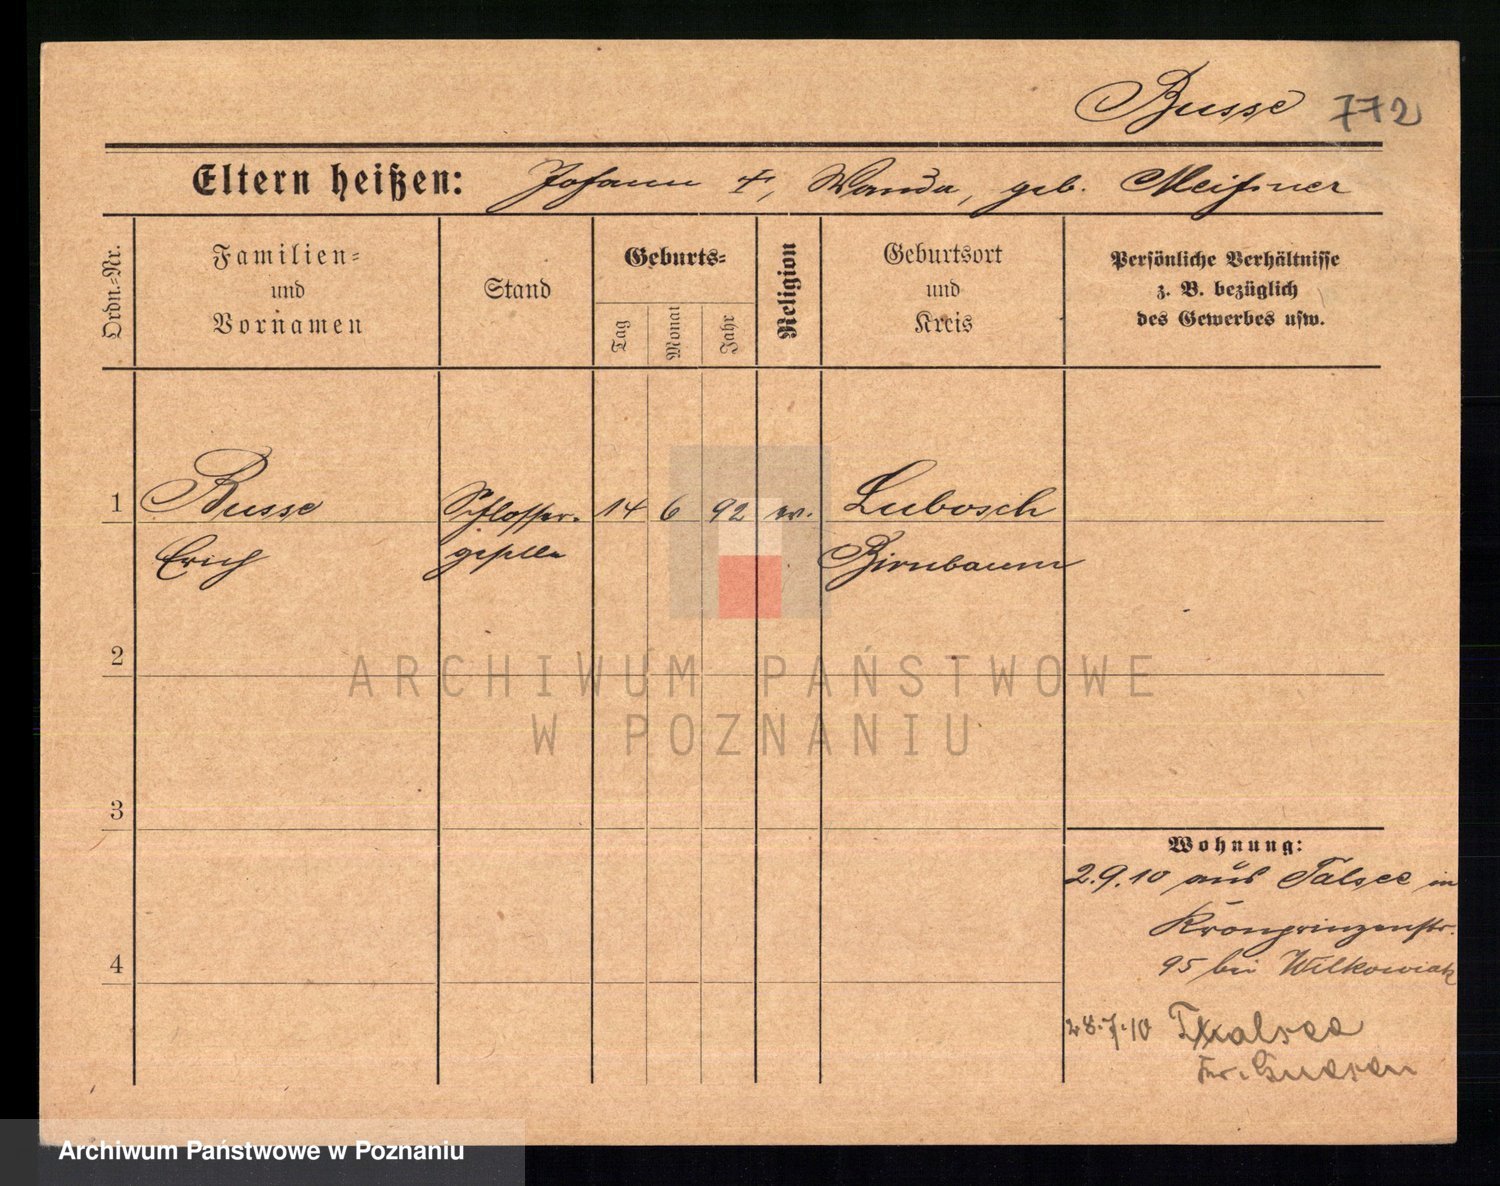 Busse 772
Eltern heißen: Johann †, Wanda, geb. Meißner
Ordn.-Nr.
Familien-
und
Vornamen
Stand
Geburts-
Tag
Monat
Jahr
Religion
Geburtsort
und
Kreis
Persönliche Verhältnisse
z. B. bezüglich
des Gewerbes usw.
1 Busse Schlosser- 14 6 92 ev. Lubosch
Erich geselle Birnbaum
2
ARCHIWUM PAŃSTWOWE
W POZNANIU
3
Wohnung:
2.9.10 aus Talsee in
Kronprinzenstr.
95 bei Wilkowiak
4
28.7.10 Thalsee
Kr. Gnesen
Archiwum Państwowe w Poznaniu